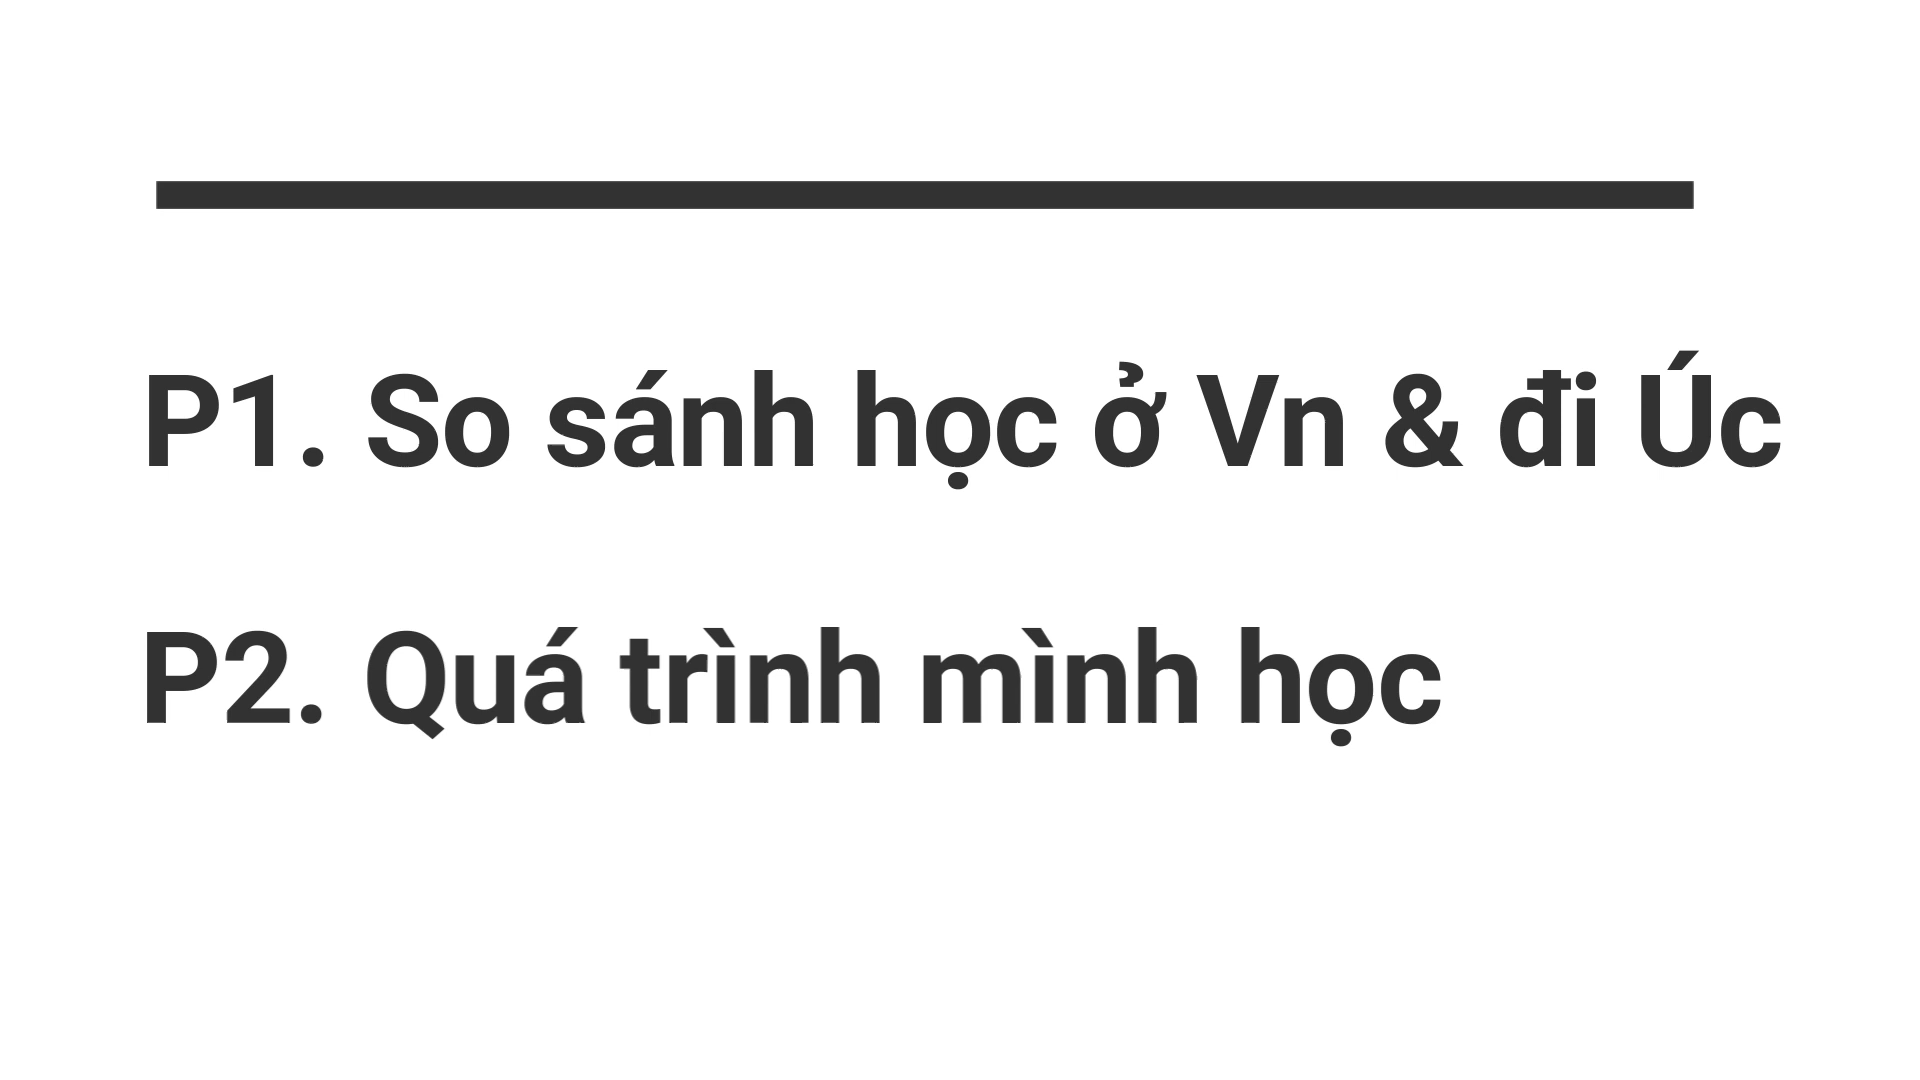 P1. So sánh học ở Vn & đi Úc
P2. Quá trình mình học